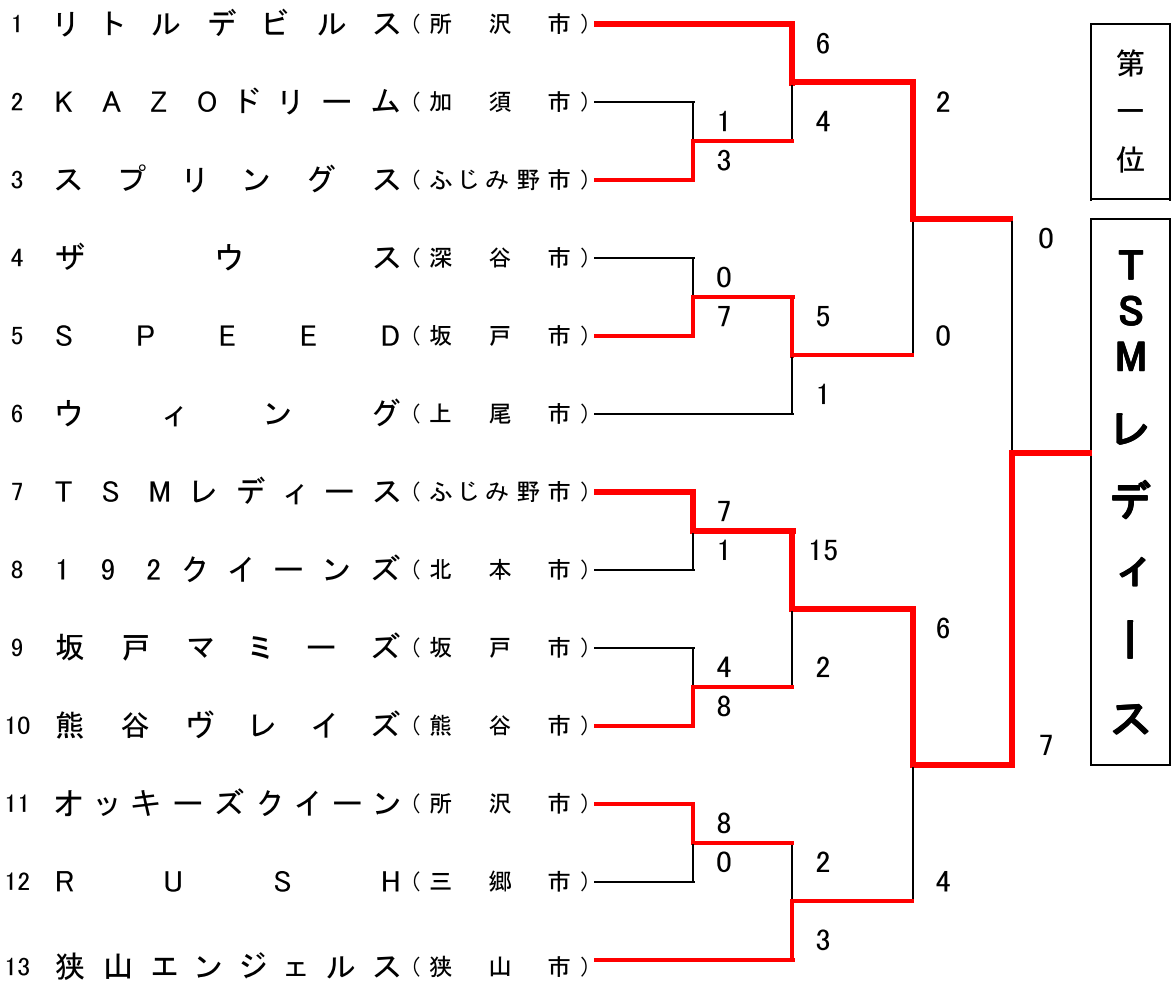 1 リトルデビルス(所沢市)
6
2 KAZOドリーム(加須市)
1
4
2
3 スプリングス(ふじみ野市)
3
4 ザウス(深谷市)
0
0
5 SPEED(坂戸市)
7
5
0
6 ウィング(上尾市)
1
7 TSMレディース(ふじみ野市)
7
8 192クイーンズ(北本市)
1
15
9 坂戸マミーズ(坂戸市)
4
2
6
10 熊谷ヴレイズ(熊谷市)
8
7
11 オッキーズクイーン(所沢市)
8
12 RUSH(三郷市)
0
2
4
13 狭山エンジェルス(狭山市)
3
第一位
TSMレディース